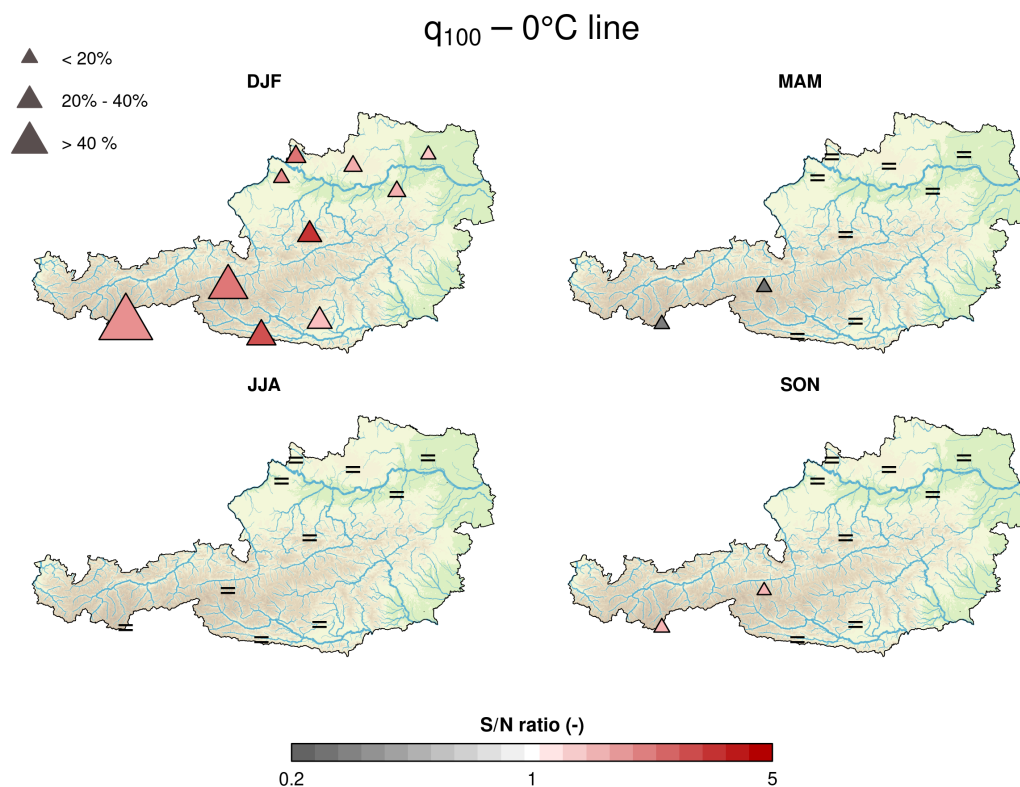 q100 – 0°C line
< 20%
20% - 40%
> 40 %
DJF
MAM
JJA
SON
S/N ratio (-)
0.2 1 5